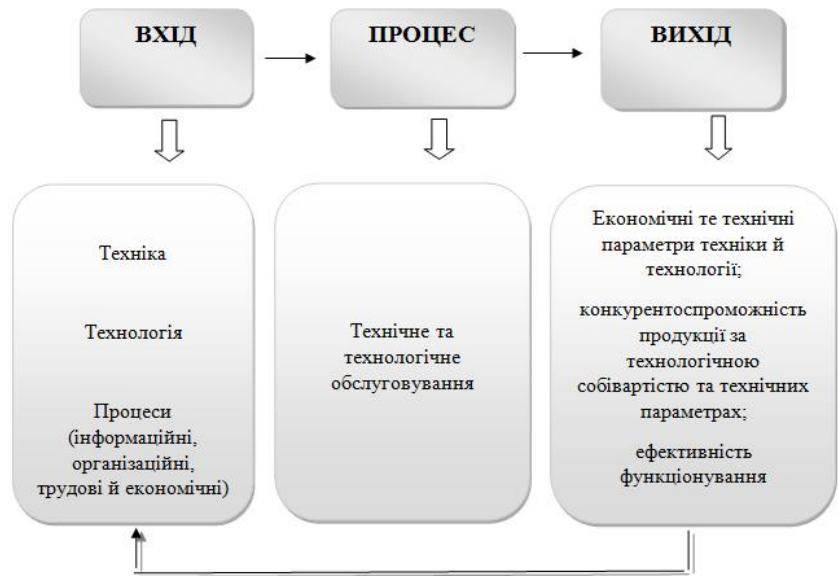 ВХІД
ПРОЦЕС
ВИХІД
Техніка
Технологія
Процеси
(інформаційні,
організаційні,
трудові й економічні)
Технічне та
технологічне
обслуговування
Економічні те технічні
параметри техніки й
технології;
конкурентоспроможність
продукції за
технологічною
собівартістю та технічних
параметрах;
ефективність
функціонування